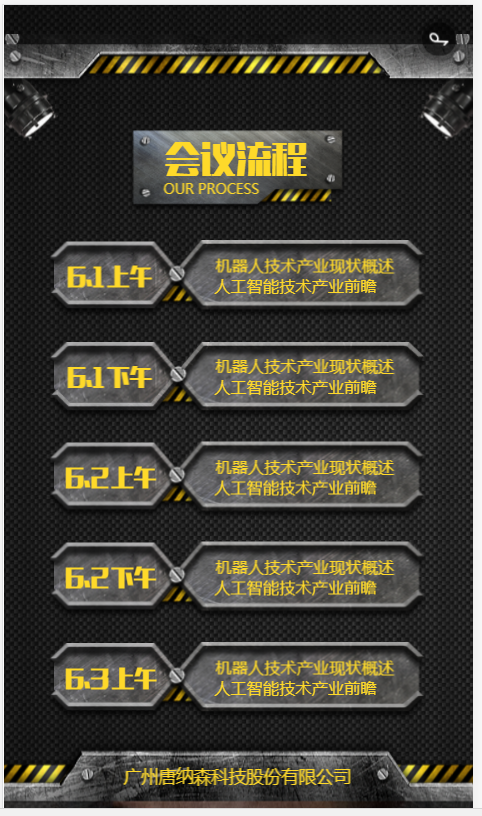 会议流程
OUR PROCESS
6.1上午
机器人技术产业现状概述
人工智能技术产业前瞻
6.1下午
机器人技术产业现状概述
人工智能技术产业前瞻
6.2上午
机器人技术产业现状概述
人工智能技术产业前瞻
6.2下午
机器人技术产业现状概述
人工智能技术产业前瞻
6.3上午
机器人技术产业现状概述
人工智能技术产业前瞻
广州唐纳森科技股份有限公司